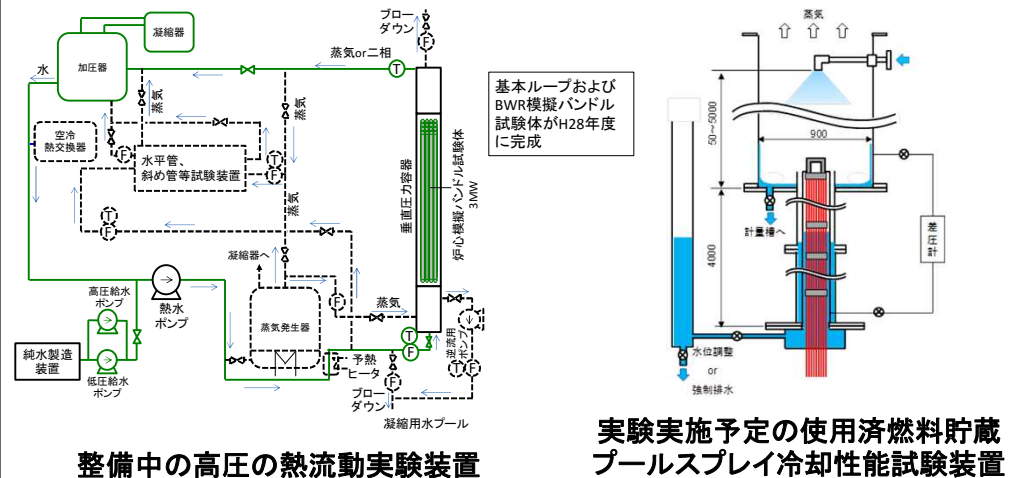 ブロー
ダウン
F
凝縮器
加圧器
水
蒸気or二相
T
蒸気
蒸気
空冷
熱交換器
F
水平管、
斜め管等試験装置
T
F
蒸気
T
F
垂直圧力容器
炉心模擬バンドル試験体
3MW
基本ループおよび
BWR模擬バンドル
試験体がH28年度
に完成
凝縮器へ
高圧給水
ポンプ
熱水
ポンプ
蒸気発生器
F
蒸気
純水製造
装置
低圧給水
ポンプ
T
F
予熱
ヒータ
F
逆流用
ポンプ
T
F
ブロー
ダウン
凝縮用水プール
整備中の高圧の熱流動実験装置
蒸気
50～5000
900
計量槽へ
4000
差圧計
水位調整
or
強制排水
実験実施予定の使用済燃料貯蔵
プールスプレイ冷却性能試験装置